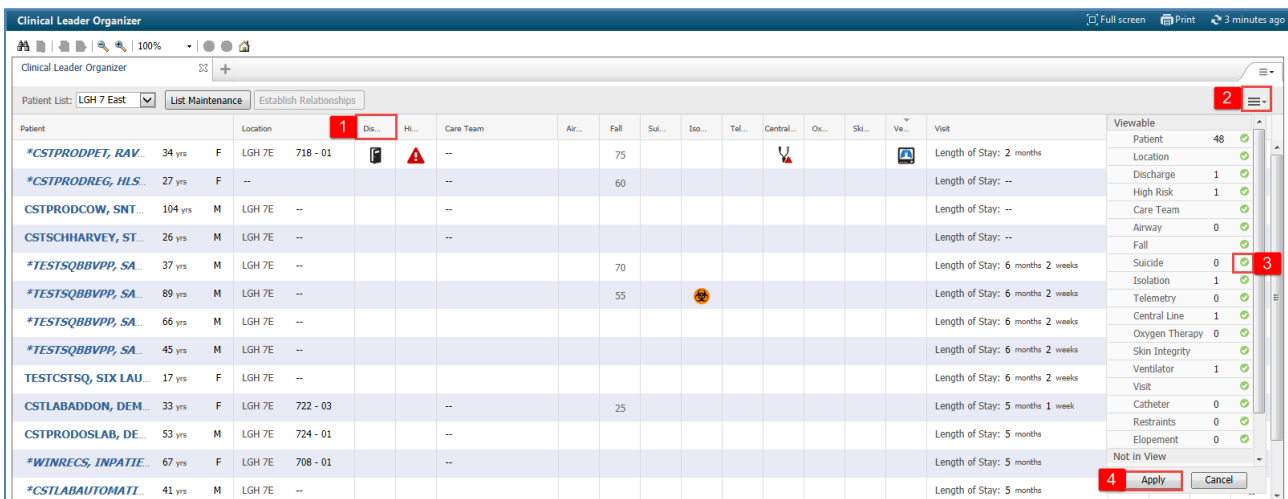 Clinical Leader Organizer Full screen Print 3 minutes ago
100%
Clinical Leader Organizer
Patient List: LGH 7 East List Maintenance Establish Relationships 2
Patient Location 1 Dis... Hi... Care Team Air... Fall Sui... Iso... Tel... Central... Ox... Ski... Ve... Visit Viewable
*CSTPRODPET, RAV... 34 yrs F LGH 7E 718 - 01 -- 75 Length of Stay: 2 months
*CSTPRODREG, HLS... 27 yrs F -- -- 60 Length of Stay: --
CSTPRODCOW, SNT... 104 yrs M LGH 7E -- -- Length of Stay: --
CSTSCHHARVEY, ST... 26 yrs M LGH 7E -- -- Length of Stay: --
*TESTSQBBVPP, SA... 37 yrs M LGH 7E -- 70 Length of Stay: 6 months 2 weeks
*TESTSQBBVPP, SA... 89 yrs M LGH 7E -- 55 Length of Stay: 6 months 2 weeks
*TESTSQBBVPP, SA... 66 yrs M LGH 7E -- Length of Stay: 6 months 2 weeks
*TESTSQBBVPP, SA... 45 yrs M LGH 7E -- Length of Stay: 6 months 2 weeks
TESTCSTSQ, SIX LAU... 17 yrs F LGH 7E -- Length of Stay: 6 months 2 weeks
CSTLABADDON, DEM... 33 yrs F LGH 7E 722 - 03 -- 25 Length of Stay: 5 months 1 week
CSTPRODOSLAB, DE... 53 yrs M LGH 7E 724 - 01 -- Length of Stay: 5 months
*WINRECS, INPATIE... 67 yrs F LGH 7E 708 - 01 -- Length of Stay: 5 months
*CSTLABAUTOMATI... 41 yrs M LGH 7E -- Length of Stay: 5 months --
Patient 48
Location
Discharge 1
High Risk 1
Care Team
Airway 0
Fall
Suicide 0 3
Isolation 1
Telemetry 0
Central Line 1
Oxygen Therapy 0
Skin Integrity
Ventilator 1
Visit
Catheter 0
Restraints 0
Elopement 0
Not in View
4 Apply Cancel